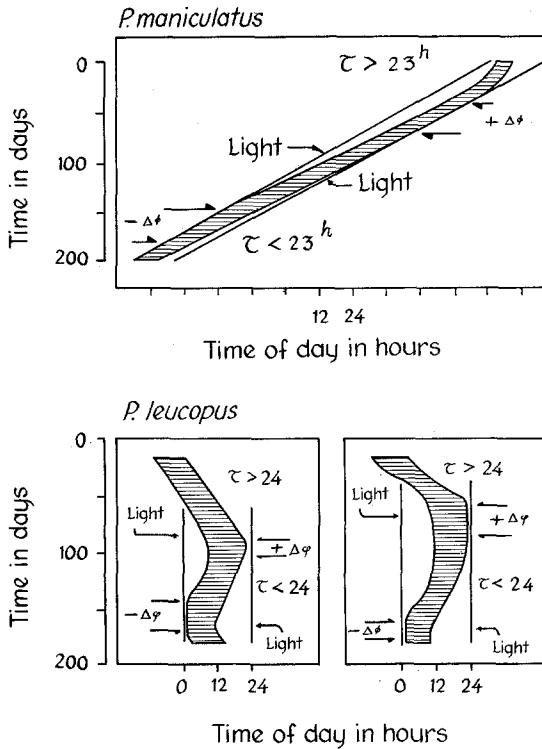 P. maniculatus
0
100
200
Time in days
τ > 23 h
Light
Light
τ < 23 h
+ Δϕ
- Δϕ
12 24
Time of day in hours
P. leucopus
0
100
200
Time in days
τ > 24
Light
+ Δφ
τ < 24
- Δφ
Light
0 12 24
τ > 24
Light
+ Δφ
τ < 24
- Δϕ
Light
0 12 24
Time of day in hours